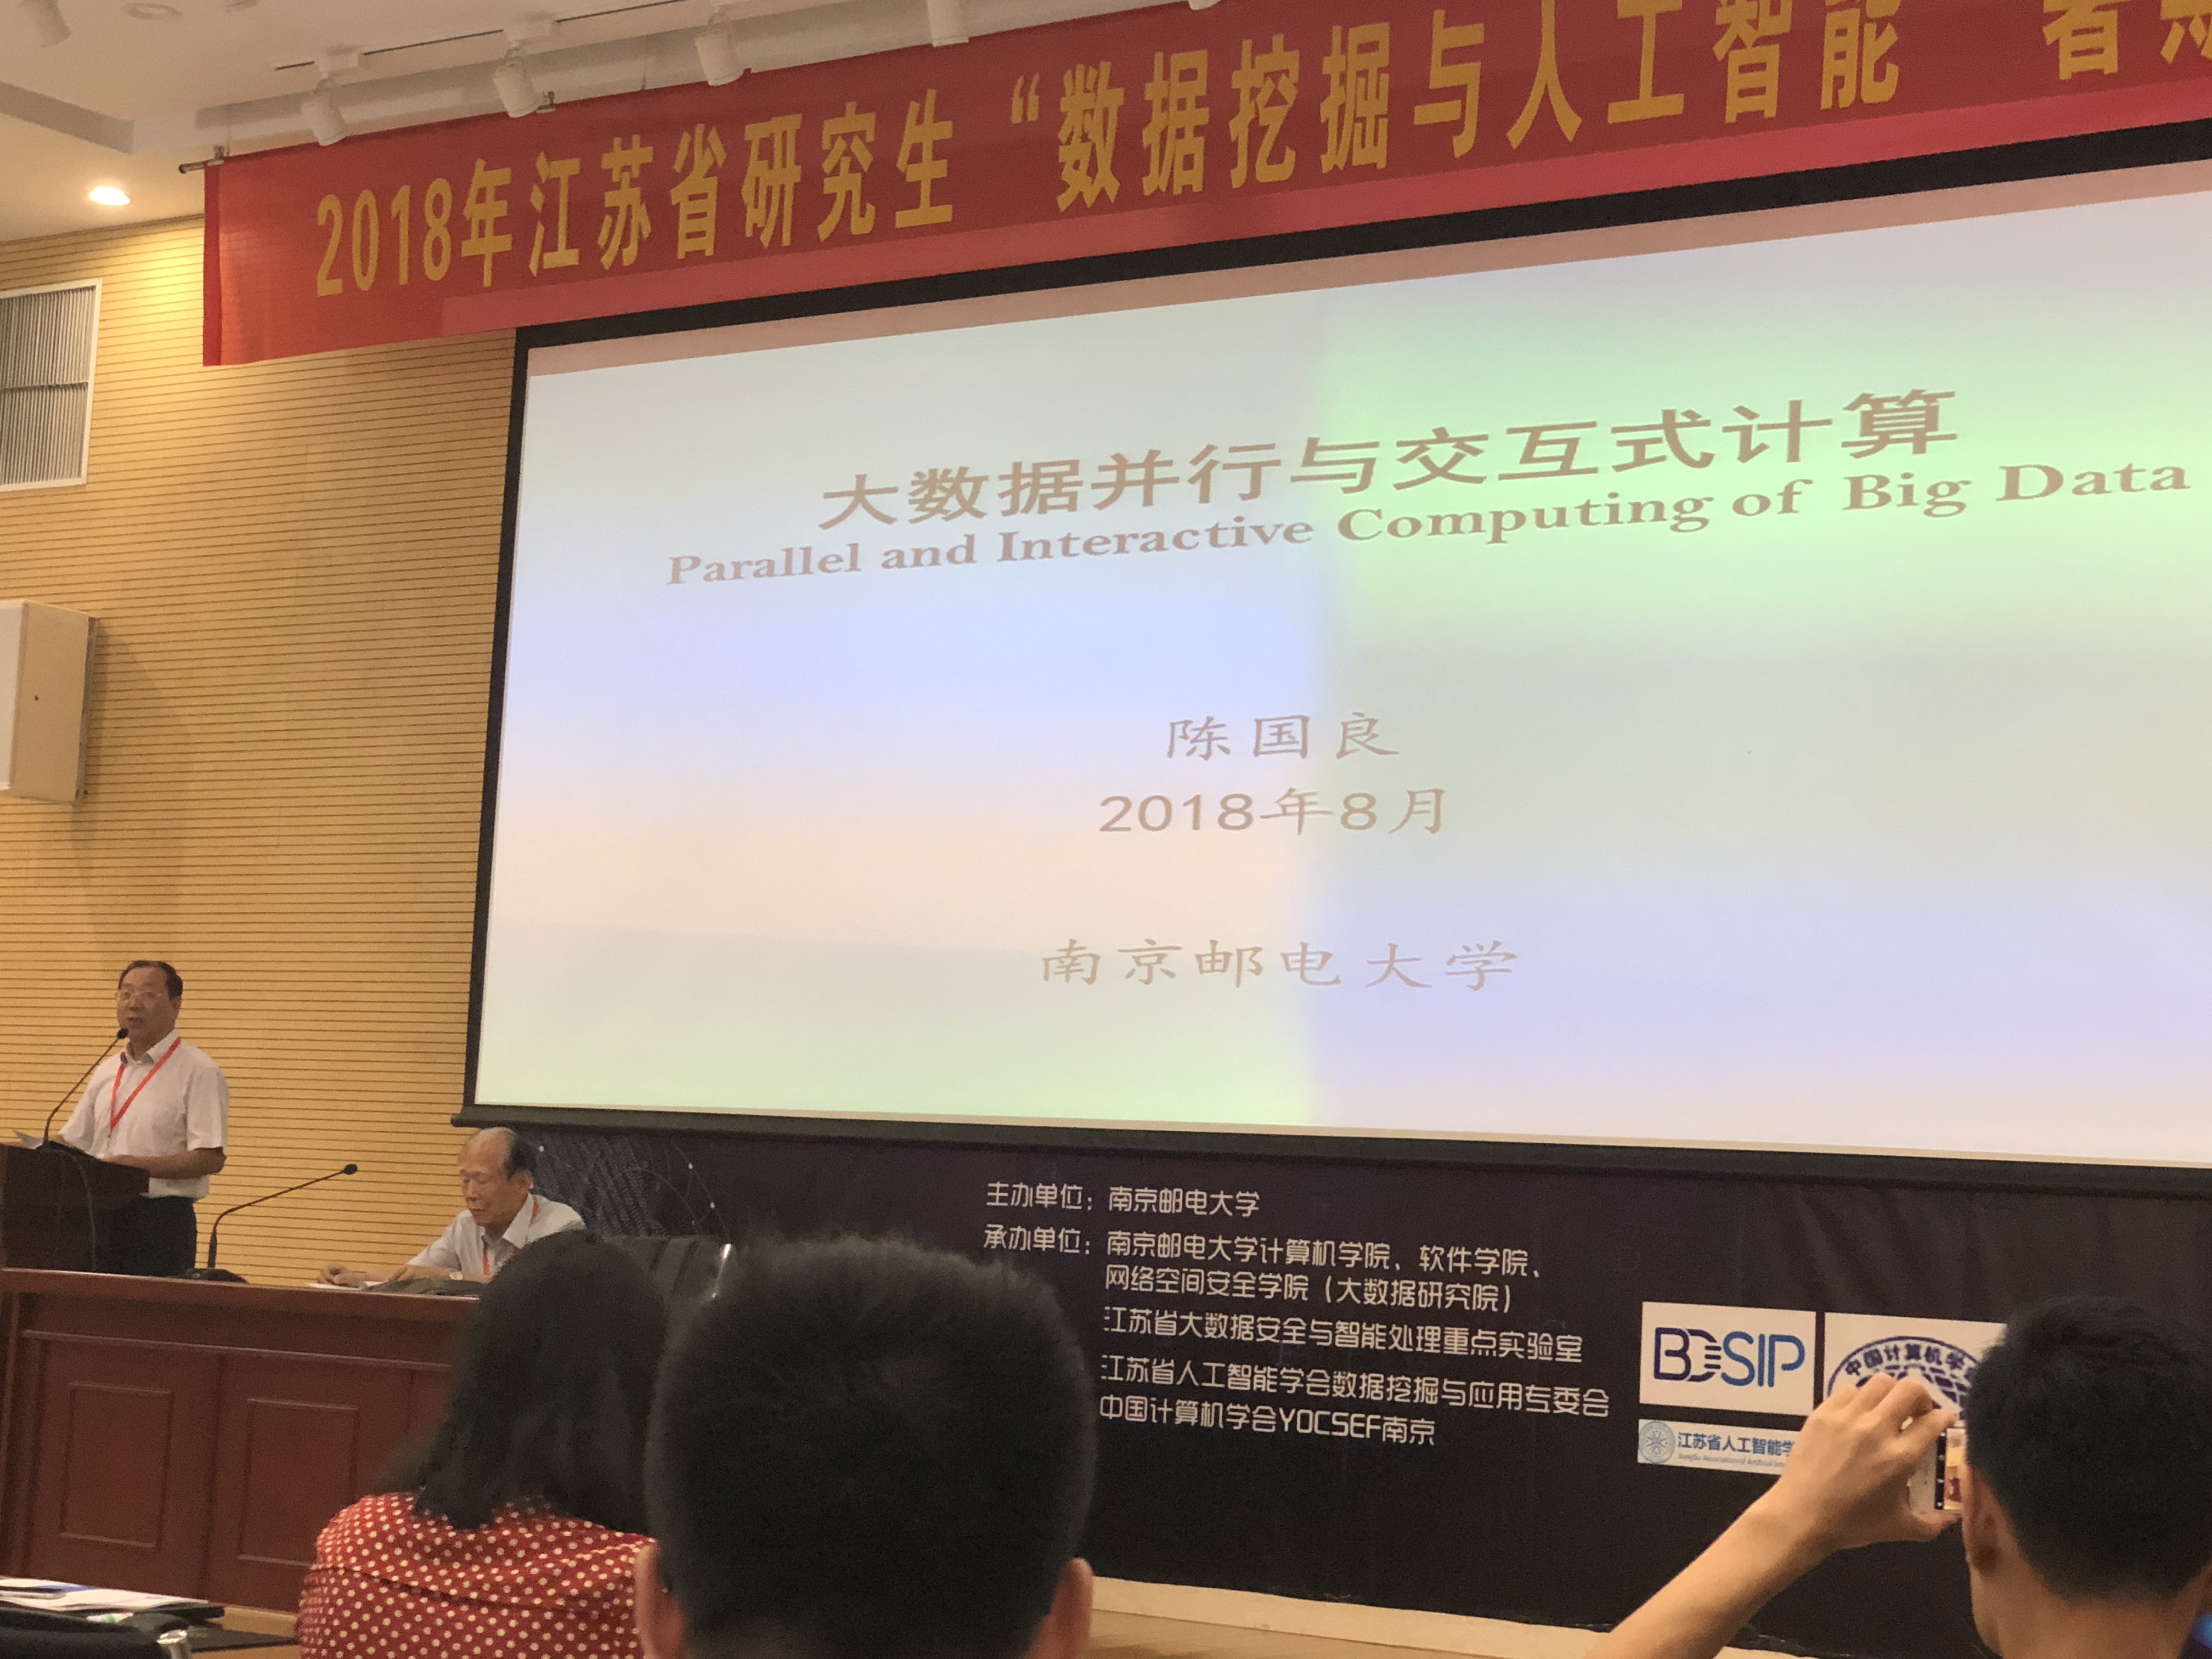 2018年江苏省研究生“数据挖掘与人工智能”暑
大数据并行与交互式计算
Parallel and Interactive Computing of Big Data
陈国良
2018年8月
南京邮电大学
主办单位：南京邮电大学
承办单位：南京邮电大学计算机学院、软件学院、
网络空间安全学院（大数据研究院）
江苏省大数据安全与智能处理重点实验室
江苏省人工智能学会数据挖掘与应用专委会
中国计算机学会YOCSEF南京
BDSIP
中国计算机学
江苏省人工智能学